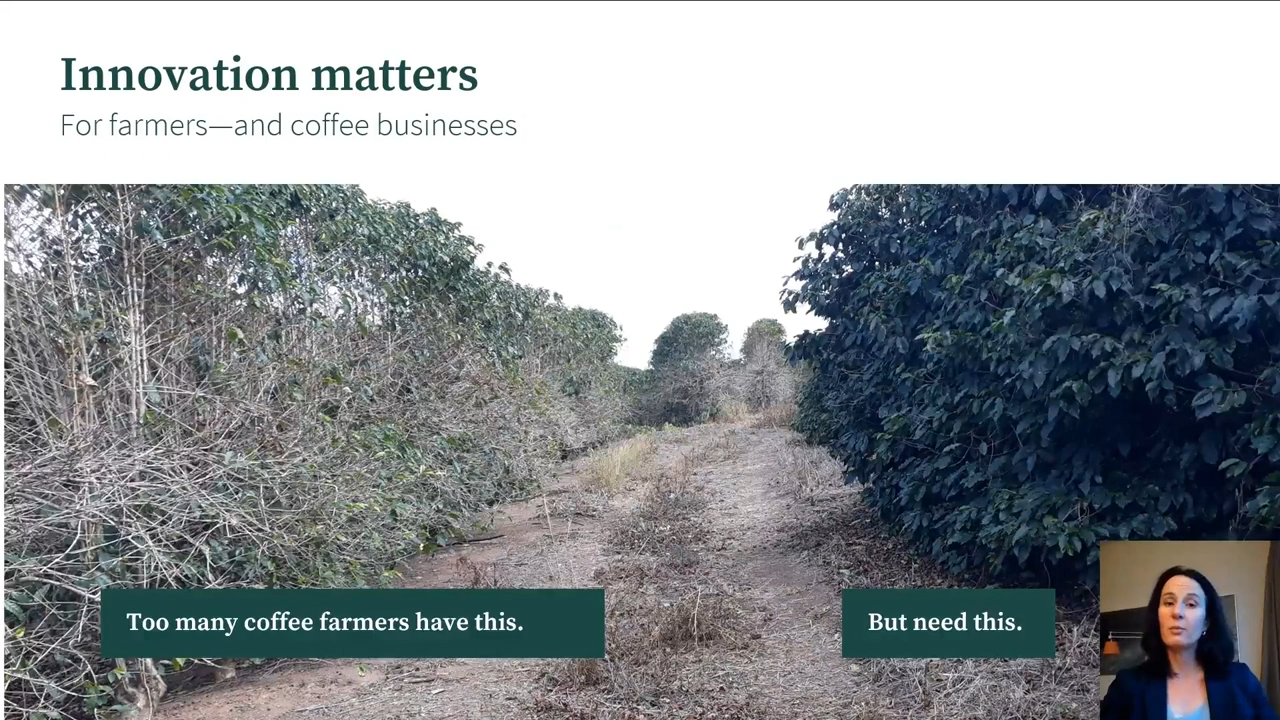 Innovation matters
For farmers—and coffee businesses
Too many coffee farmers have this.
But need this.